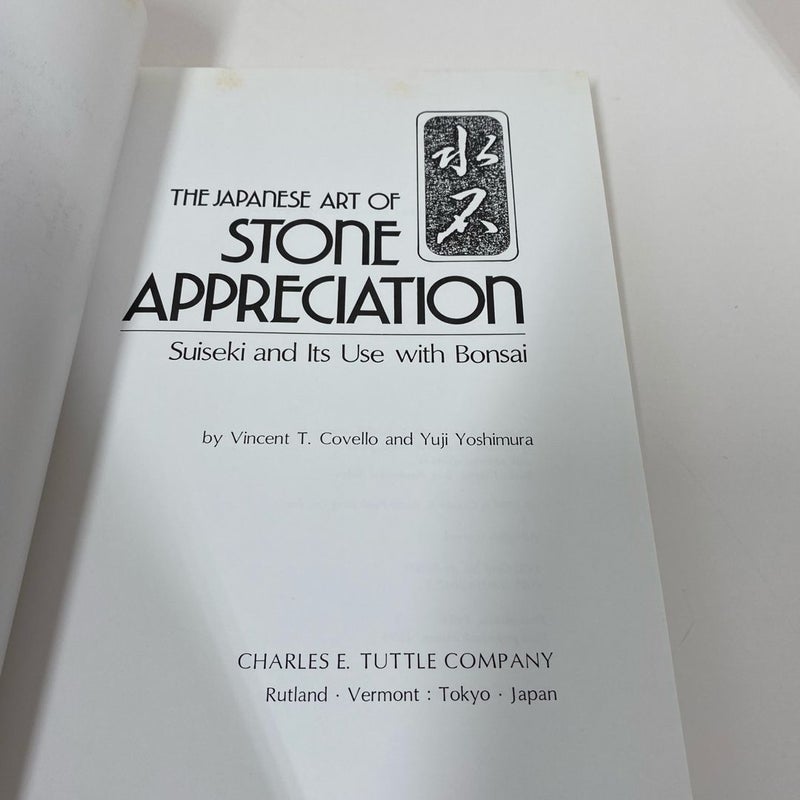 水
石
THE JAPANESE ART OF
STONE
APPRECIATION
Suiseki and Its Use with Bonsai
by Vincent T. Covello and Yuji Yoshimura
CHARLES E. TUTTLE COMPANY
Rutland · Vermont : Tokyo · Japan